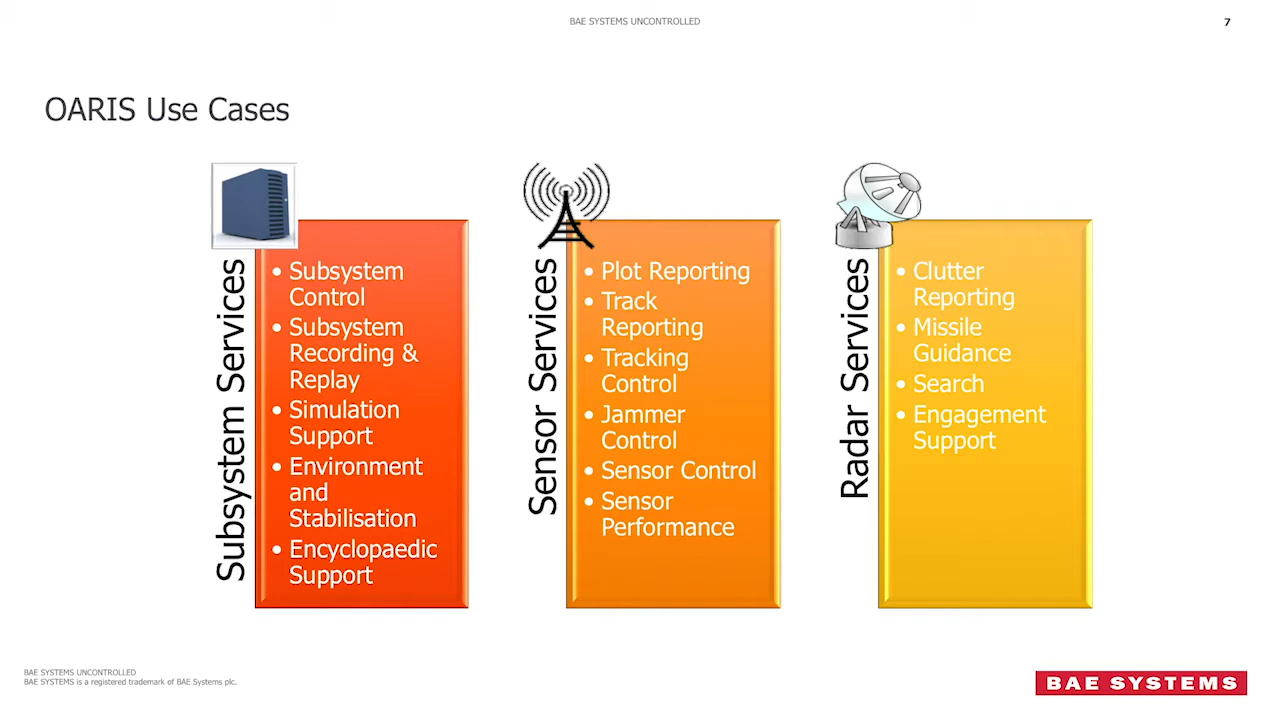 BAE SYSTEMS UNCONTROLLED
7
OARIS Use Cases
Subsystem Services
• Subsystem
Control
• Subsystem
Recording &
Replay
• Simulation
Support
• Environment
and
Stabilisation
• Encyclopaedic
Support
Sensor Services
• Plot Reporting
• Track
Reporting
• Tracking
Control
• Jammer
Control
• Sensor Control
• Sensor
Performance
Radar Services
• Clutter
Reporting
• Missile
Guidance
• Search
• Engagement
Support
BAE SYSTEMS UNCONTROLLED
BAE SYSTEMS is a registered trademark of BAE Systems plc.
BAE SYSTEMS